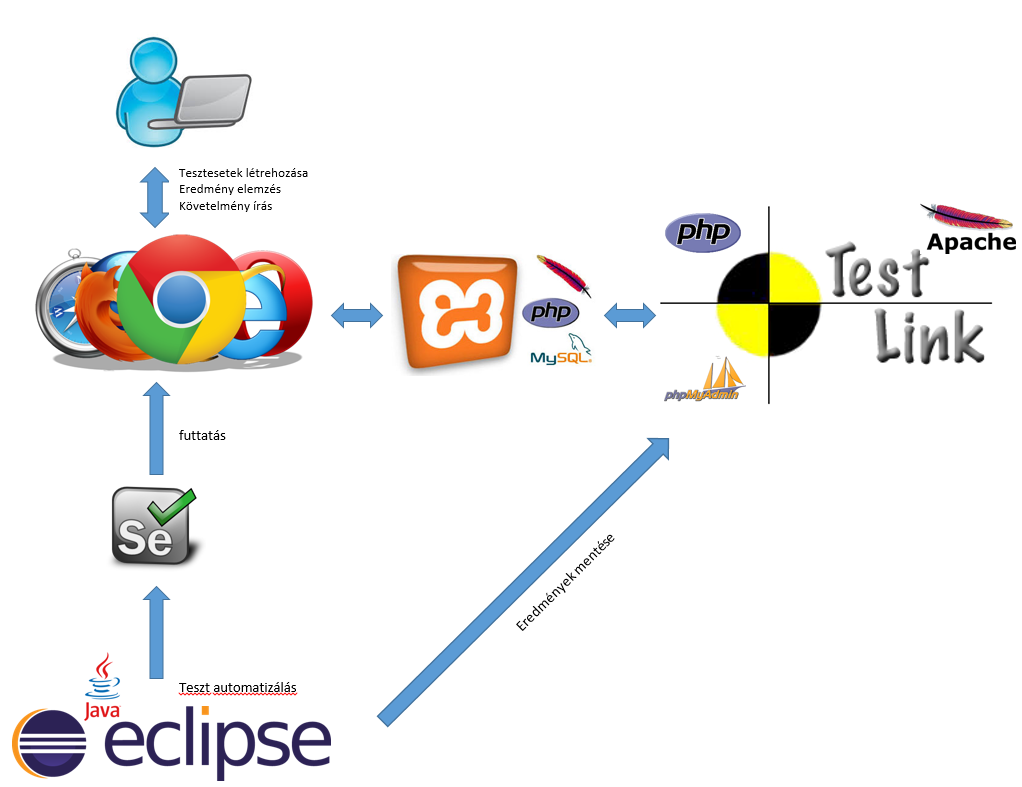 Tesztesetek létrehozása
Eredmény elemzés
Követelmény írás
php
Apache
Test
Link
php
MySQL
phpMyAdmin
futtatás
Se
Eredmények mentése
Teszt automatizálás
Java
eclipse